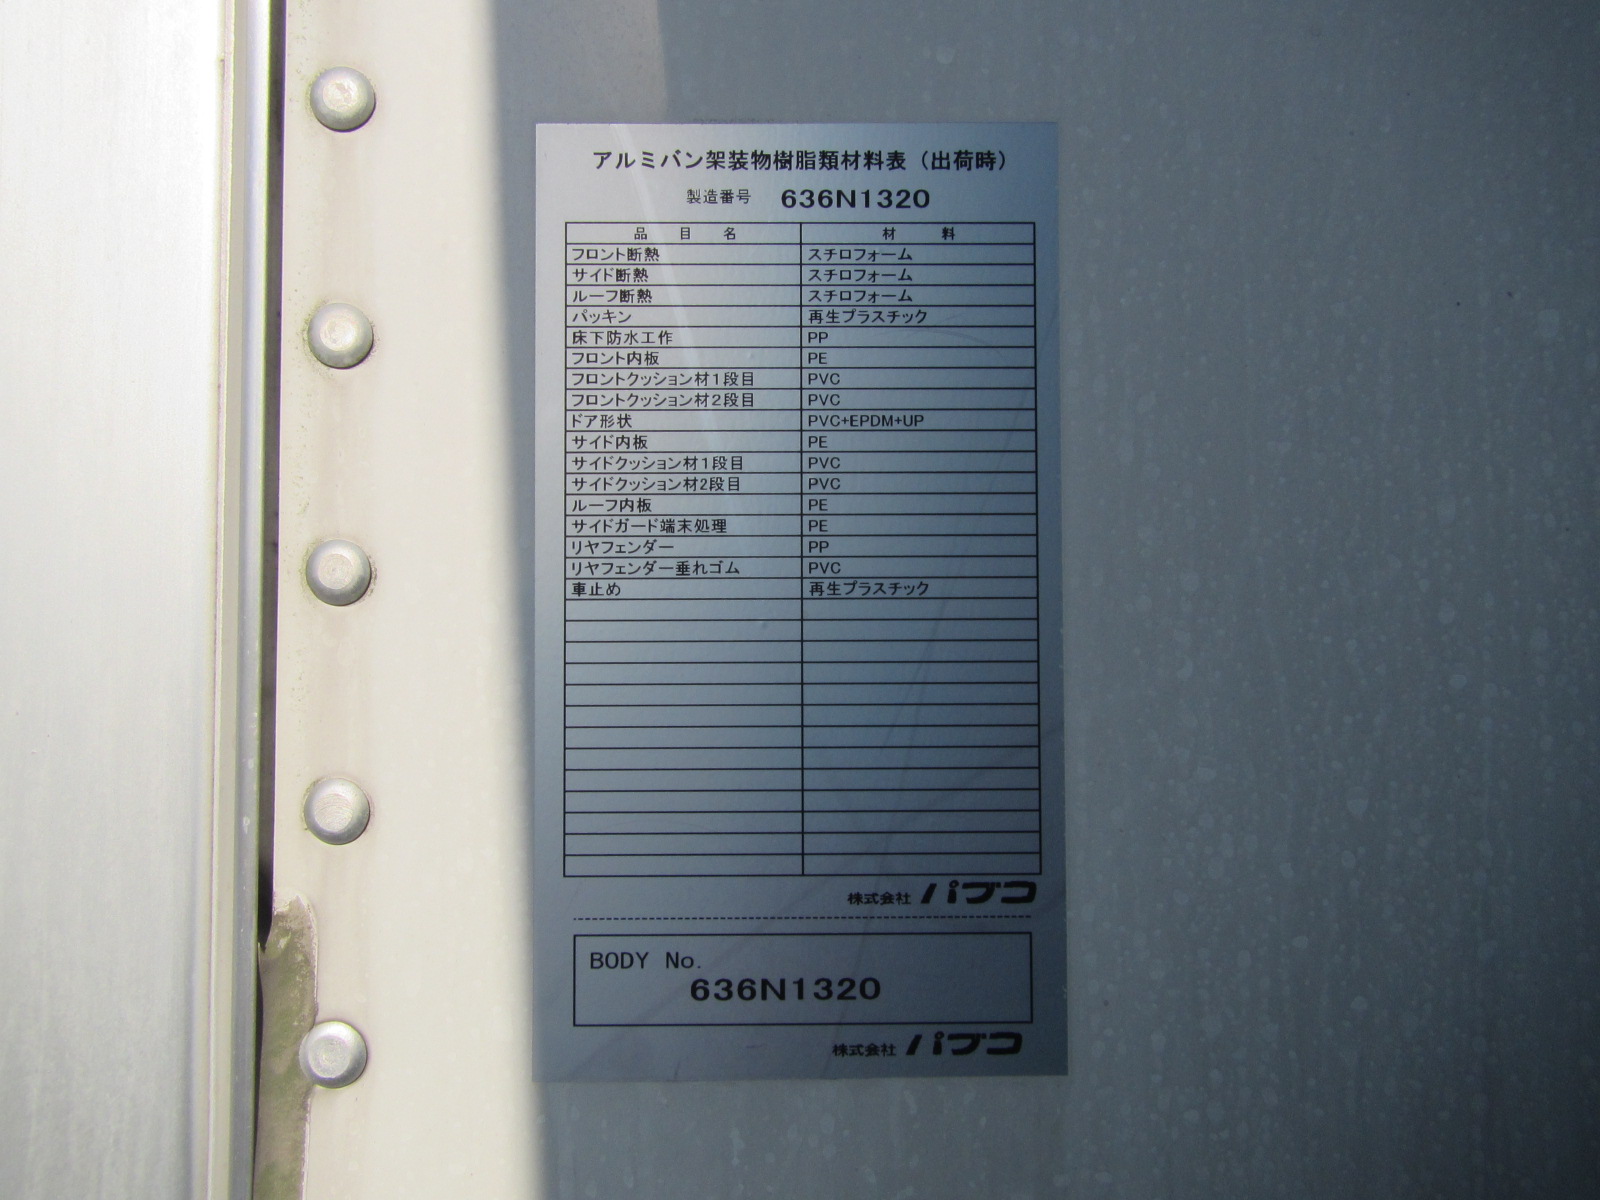 アルミバン架装物樹脂類材料表（出荷時）
製造番号 636N1320
品目名 材料
フロント断熱 スチロフォーム
サイド断熱 スチロフォーム
ルーフ断熱 スチロフォーム
パッキン 再生プラスチック
床下防水工作 PP
フロント内板 PE
フロントクッション材1段目 PVC
フロントクッション材2段目 PVC
ドア形状 PVC+EPDM+UP
サイド内板 PE
サイドクッション材1段目 PVC
サイドクッション材2段目 PVC
ルーフ内板 PE
サイドガード端末処理 PE
リヤフェンダー PP
リヤフェンダー垂れゴム PVC
車止め 再生プラスチック
株式会社 パブコ
BODY No.
636N1320
株式会社 パブコ